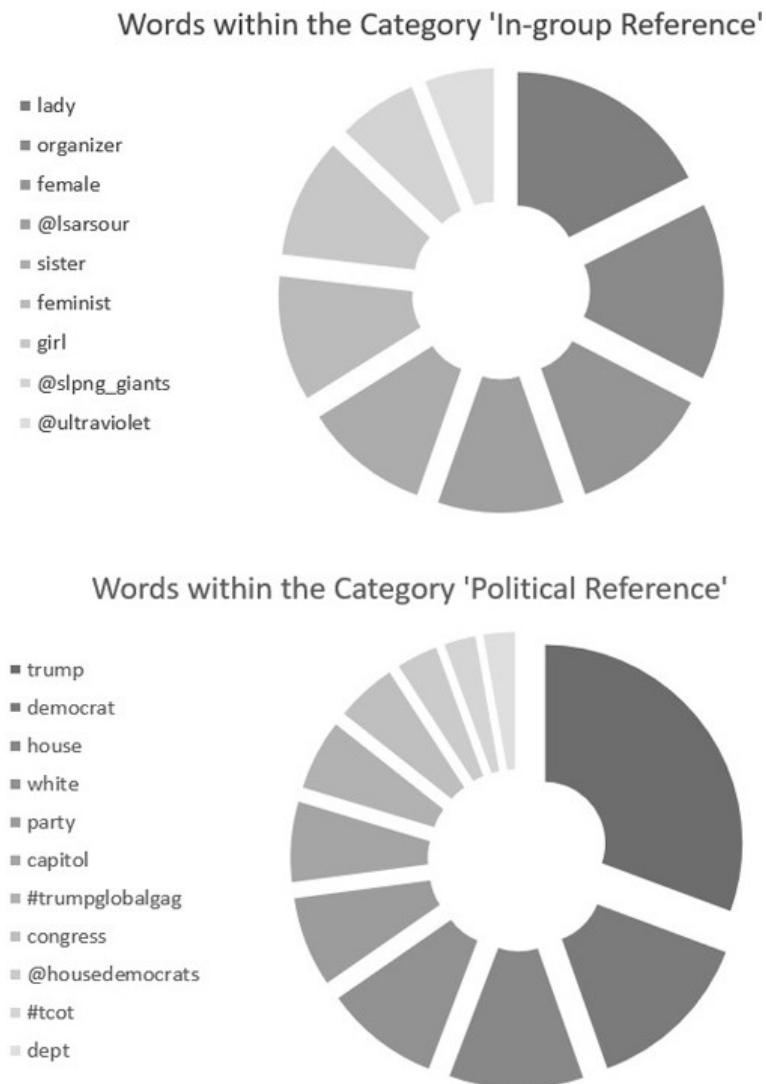 Words within the Category 'In-group Reference'
lady
organizer
female
@lsarsour
sister
feminist
girl
@slpng_giants
@ultraviolet
Words within the Category 'Political Reference'
trump
democrat
house
white
party
capitol
#trumpglobalgag
congress
@housedemocrats
#tcot
dept